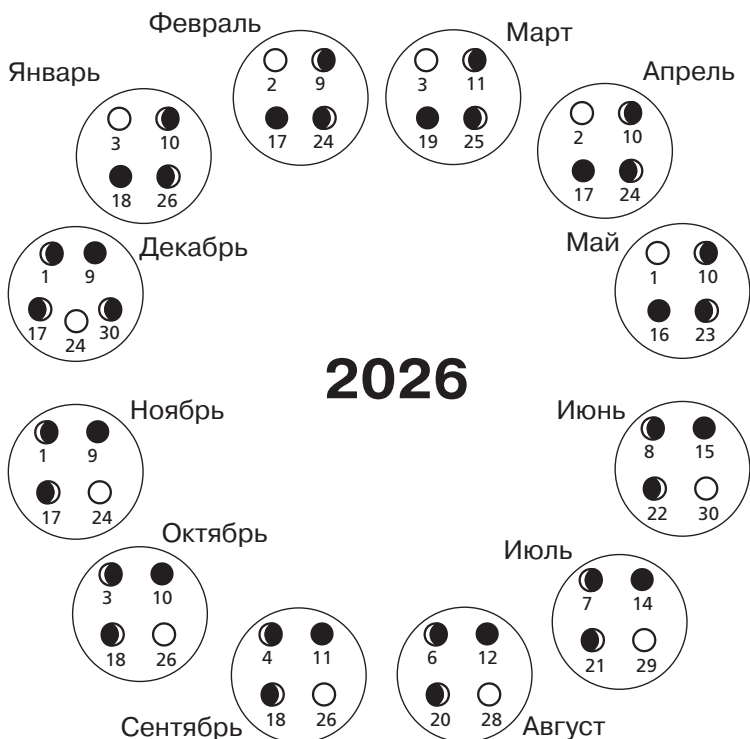 Январь
3 10
18 26
Февраль
2 9
17 24
Март
3 11
19 25
Апрель
2 10
17 24
Май
1 10
16 23
Июнь
8 15
22 30
Июль
7 14
21 29
Август
6 12
20 28
Сентябрь
4 11
18 26
Октябрь
3 10
18 26
Ноябрь
1 9
17 24
Декабрь
1 9
17 24 30
2026